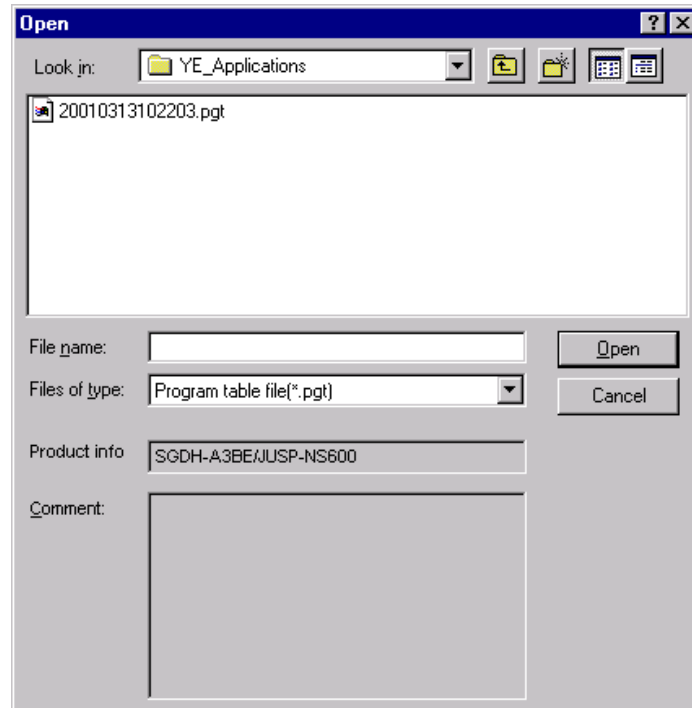 Open
Look in: YE_Applications
20010313102203.pgt
File name: Open
Files of type: Program table file(*.pgt) Cancel
Product info SGDH-A3BE/JUSP-NS600
Comment: